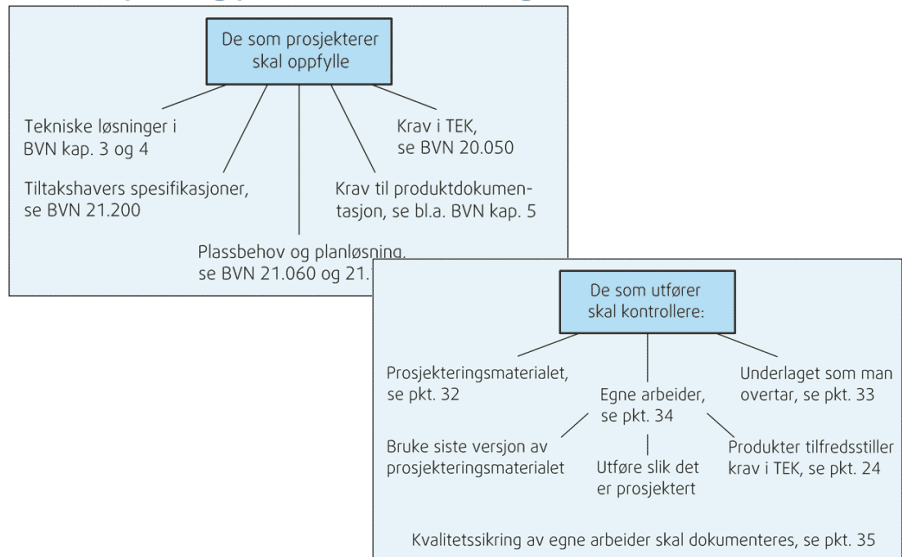 De som prosjekterer
skal oppfylle
Tekniske løsninger i
BVN kap. 3 og 4
Krav i TEK,
se BVN 20.050
Tiltakshavers spesifikasjoner,
se BVN 21.200
Krav til produktdokumen-
tasjon, se bl.a. BVN kap. 5
Plassbehov og planløsning,
se BVN 21.060 og
De som utfører
skal kontrollere:
Prosjekteringsmaterialet,
se pkt. 32
Egne arbeider,
se pkt. 34
Underlaget som man
overtar, se pkt. 33
Bruke siste versjon av
prosjekteringsmaterialet
Utføre slik det
er prosjektert
Produkter tilfredsstiller
krav i TEK, se pkt. 24
Kvalitetssikring av egne arbeider skal dokumenteres, se pkt. 35